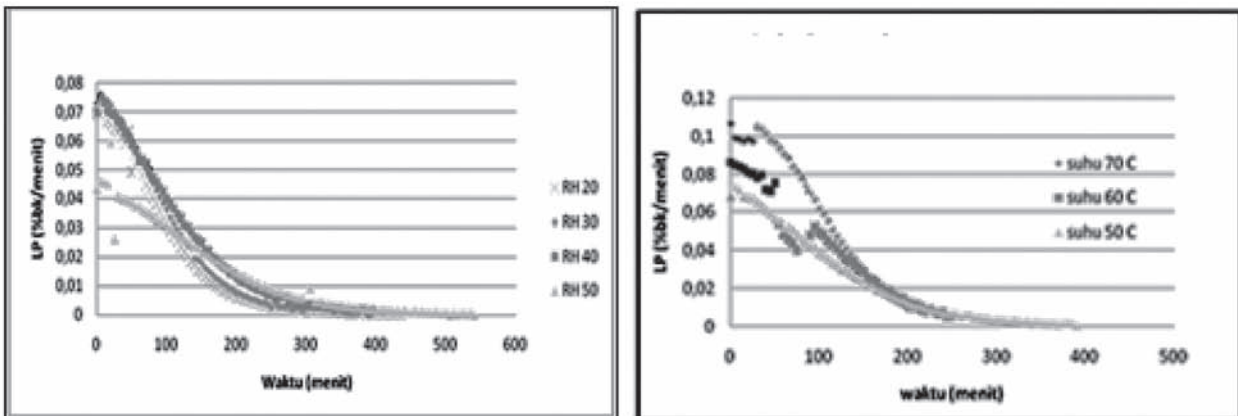 LP (%bk/menit)
0,08
0,07
0,06
0,05
0,04
0,03
0,02
0,01
0
0 100 200 300 400 500 600
Waktu (menit)
RH 20
RH 30
RH 40
RH 50
LP (%bk/menit)
0,12
0,1
0,08
0,06
0,04
0,02
0
0 100 200 300 400 500
waktu (menit)
suhu 70 C
suhu 60 C
suhu 50 C